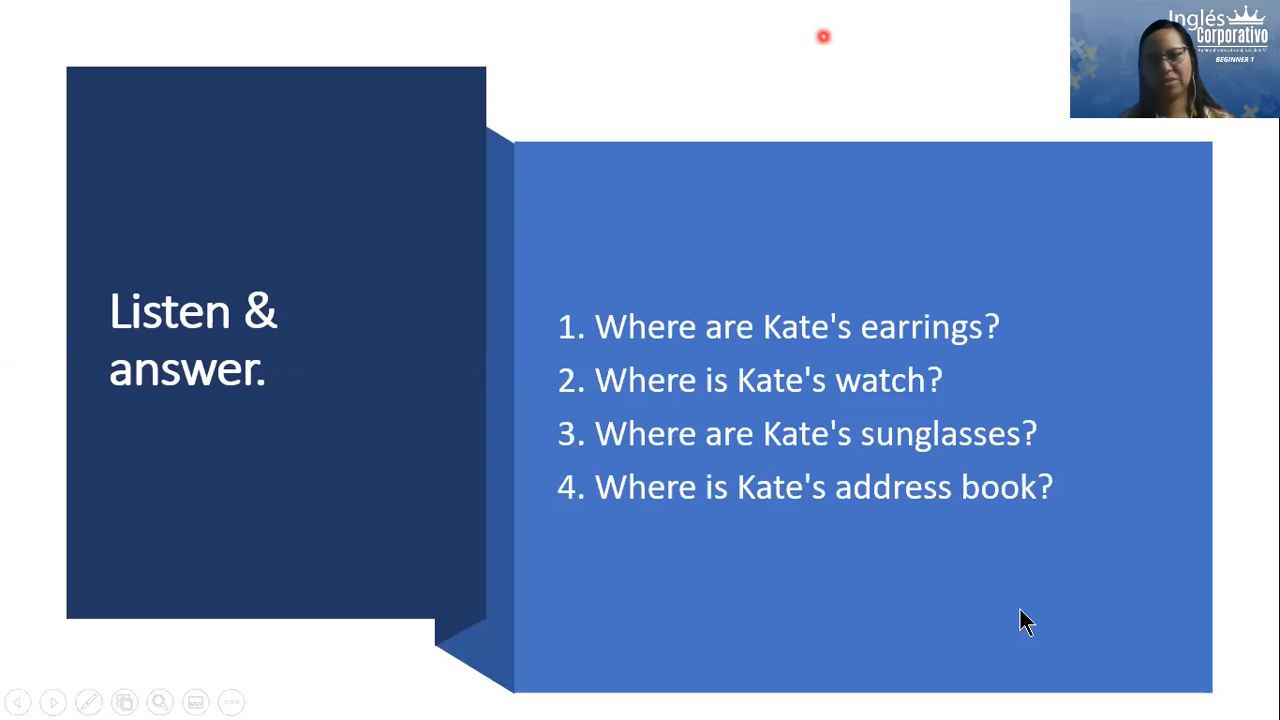 Inglés
Corporativo
BEGINNER 1
Listen &
answer.
1. Where are Kate's earrings?
2. Where is Kate's watch?
3. Where are Kate's sunglasses?
4. Where is Kate's address book?